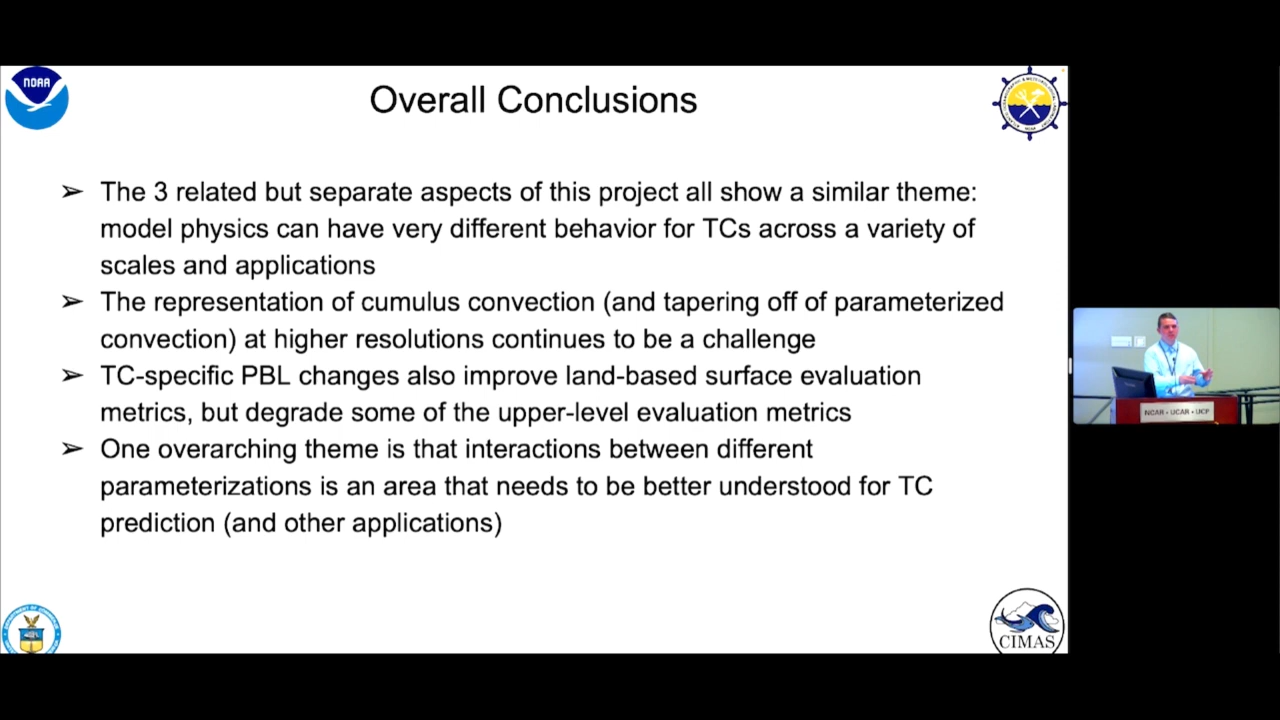 NOAA
Overall Conclusions
➢ The 3 related but separate aspects of this project all show a similar theme:
model physics can have very different behavior for TCs across a variety of
scales and applications
➢ The representation of cumulus convection (and tapering off of parameterized
convection) at higher resolutions continues to be a challenge
➢ TC-specific PBL changes also improve land-based surface evaluation
metrics, but degrade some of the upper-level evaluation metrics
➢ One overarching theme is that interactions between different
parameterizations is an area that needs to be better understood for TC
prediction (and other applications)
NCAR • UCAR • UCP
CIMAS